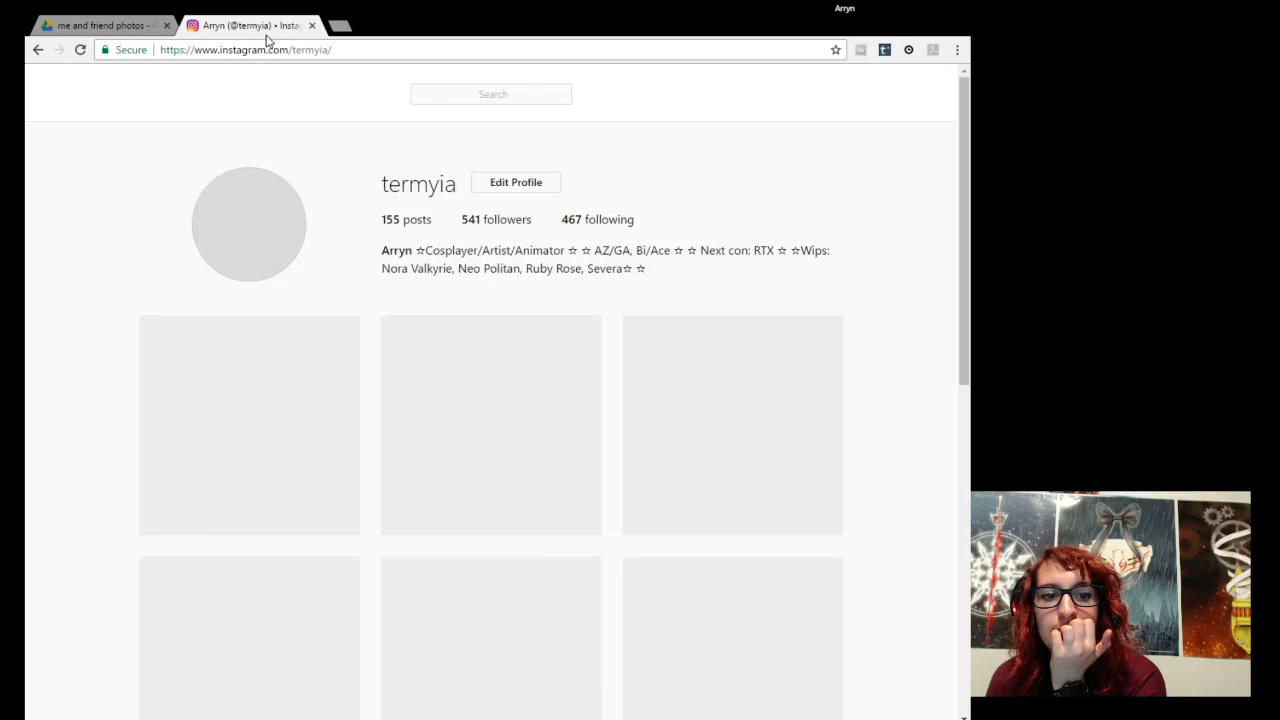 Arryn
me and friend photos - G
Arryn (@termyia) • Insta
Secure
https://www.instagram.com/termyia/
Search
termyia
Edit Profile
155 posts
541 followers
467 following
Arryn ☆Cosplayer/Artist/Animator ☆ ☆ AZ/GA, Bi/Ace ☆ ☆ Next con: RTX ☆ ☆Wips:
Nora Valkyrie, Neo Politan, Ruby Rose, Severa☆ ☆